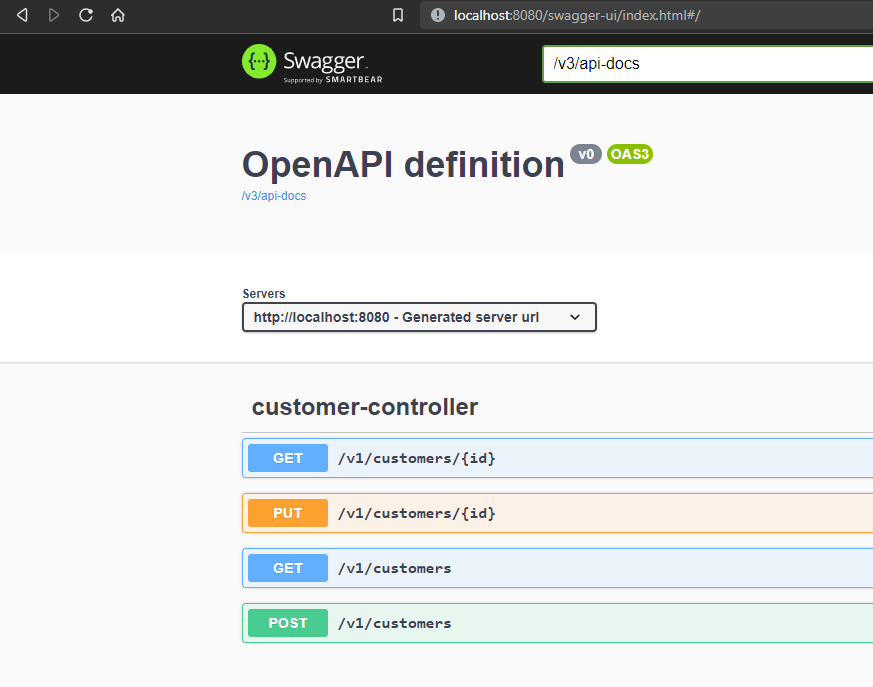 localhost:8080/swagger-ui/index.html#/
{···} Swagger™
Supported by SMARTBEAR
/v3/api-docs
OpenAPI definition v0 OAS3
/v3/api-docs
Servers
http://localhost:8080 - Generated server url
customer-controller
GET /v1/customers/{id}
PUT /v1/customers/{id}
GET /v1/customers
POST /v1/customers